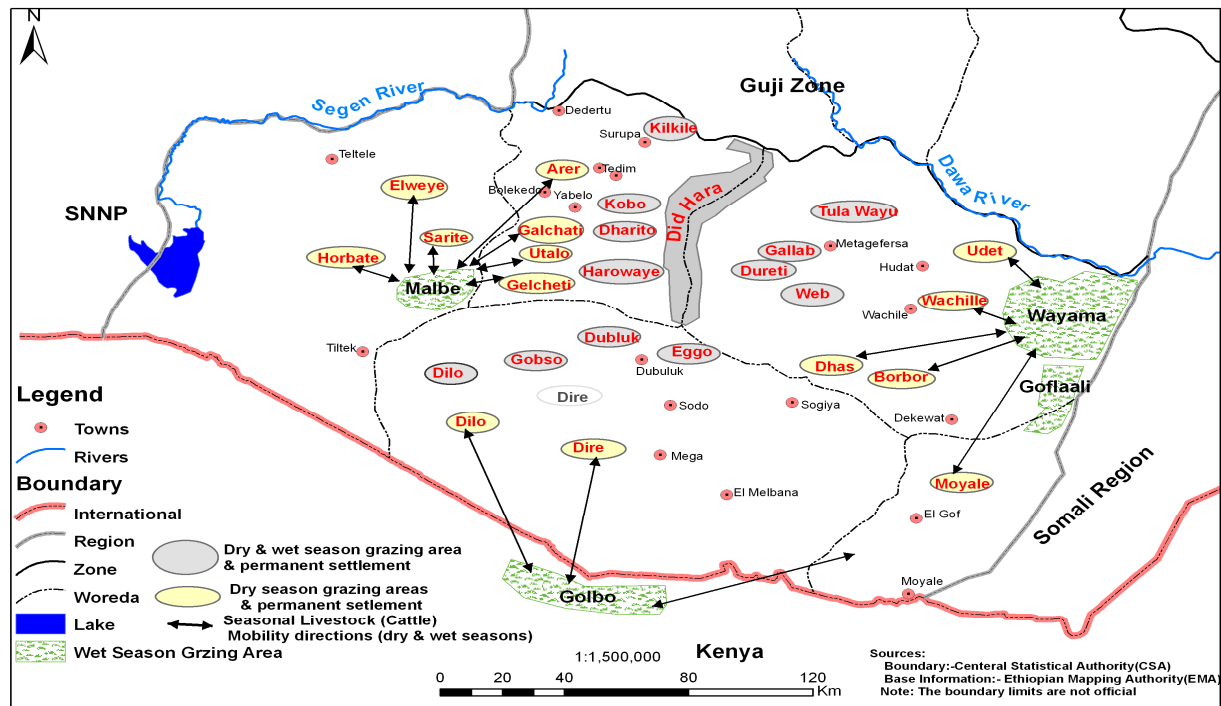 N
Segen River
Dedertu
Guji Zone
Surupa
Kilkile
Teltele
Arer
Tedim
Elweye
Bolekedo
Yabelo
Kobo
Did Hara
Dawa River
SNNP
Tula Wayu
Sarite
Galchati
Dharito
Metagefersa
Horbate
Utalo
Gallab
Udet
Harowaye
Dureti
Hudat
Malbe
Gelcheti
Web
Wachille
Wachile
Wayama
Tiltek
Dubluk
Gobso
Eggo
Dubuluk
Dilo
Dhas
Borbor
Goflaali
Dire
Sodo
Sogiya
Dekewat
Dilo
Dire
Mega
Moyale
El Melbana
El Gof
Somali Region
Golbo
Moyale
Kenya
Legend
Towns
Rivers
Boundary
International
Region
Zone
Woreda
Lake
Wet Season Grzing Area
Dry & wet season grazing area
& permanent settlement
Dry season grazing areas
& permanent setlement
Seasonal Livestock (Cattle)
Mobility directions (dry & wet seasons)
1:1,500,000
0 20 40 60 80 100 120
Km
Sources:
Boundary:-Centeral Statistical Authority(CSA)
Base Information:- Ethiopian Mapping Authority(EMA)
Note: The boundary limits are not official